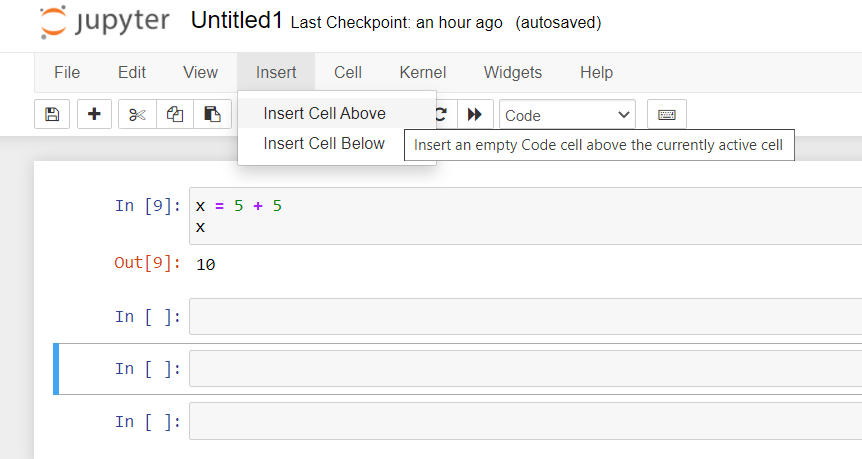 jupyter Untitled1 Last Checkpoint: an hour ago (autosaved)
File Edit View Insert Cell Kernel Widgets Help
Code
Insert Cell Above
Insert Cell Below
Insert an empty Code cell above the currently active cell
In [9]: x = 5 + 5
x
Out[9]: 10
In [ ]:
In [ ]:
In [ ]: